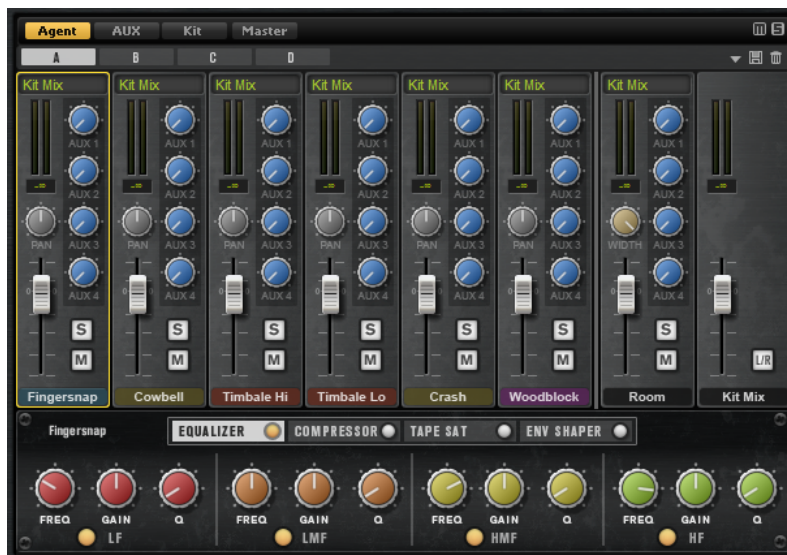 Agent AUX Kit Master
A B C D
Kit Mix Kit Mix Kit Mix Kit Mix Kit Mix Kit Mix Kit Mix
AUX 1 AUX 1 AUX 1 AUX 1 AUX 1 AUX 1 AUX 1
-∞ -∞ -∞ -∞ -∞ -∞ -∞ -∞
AUX 2 AUX 2 AUX 2 AUX 2 AUX 2 AUX 2 AUX 2
PAN AUX 3 PAN AUX 3 PAN AUX 3 PAN AUX 3 PAN AUX 3 PAN AUX 3 WIDTH AUX 3
AUX 4 AUX 4 AUX 4 AUX 4 AUX 4 AUX 4 AUX 4
S S S S S S S
M M M M M M M L/R
Fingersnap Cowbell Timbale Hi Timbale Lo Crash Woodblock Room Kit Mix
Fingersnap EQUALIZER COMPRESSOR TAPE SAT ENV SHAPER
FREQ GAIN Q FREQ GAIN Q FREQ GAIN Q FREQ GAIN Q
LF LMF HMF HF